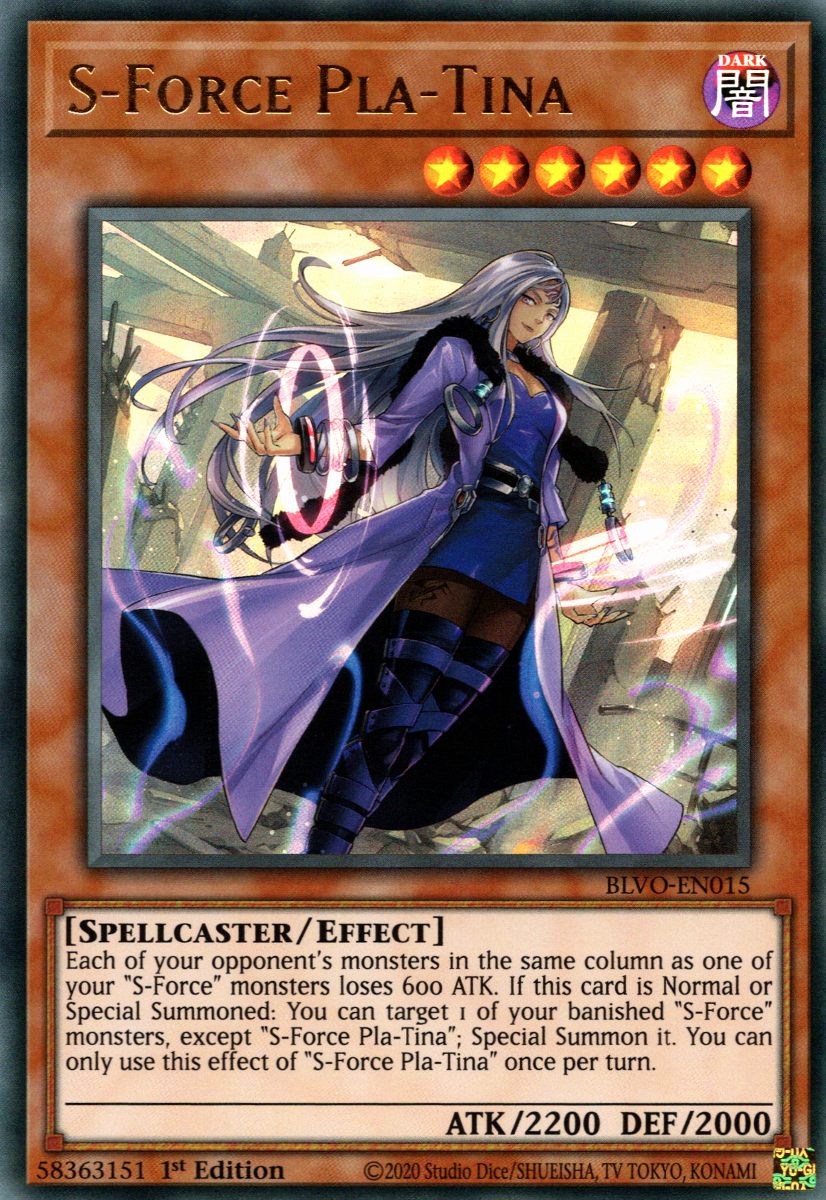 S-Force Pla-Tina
DARK
闇
BLVO-EN015
[Spellcaster/Effect]
Each of your opponent's monsters in the same column as one of
your "S-Force" monsters loses 600 ATK. If this card is Normal or
Special Summoned: You can target 1 of your banished "S-Force"
monsters, except "S-Force Pla-Tina"; Special Summon it. You can
only use this effect of "S-Force Pla-Tina" once per turn.
ATK/2200 DEF/2000
58363151 1st Edition ©2020 Studio Dice/SHUEISHA, TV TOKYO, KONAMI